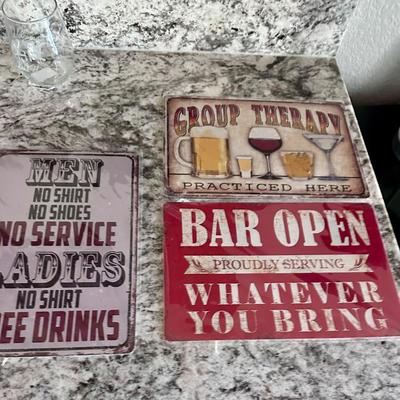 MEN
NO SHIRT
NO SHOES
NO SERVICE
LADIES
NO SHIRT
FREE DRINKS
GROUP THERAPY
PRACTICED HERE
BAR OPEN
PROUDLY SERVING
WHATEVER
YOU BRING